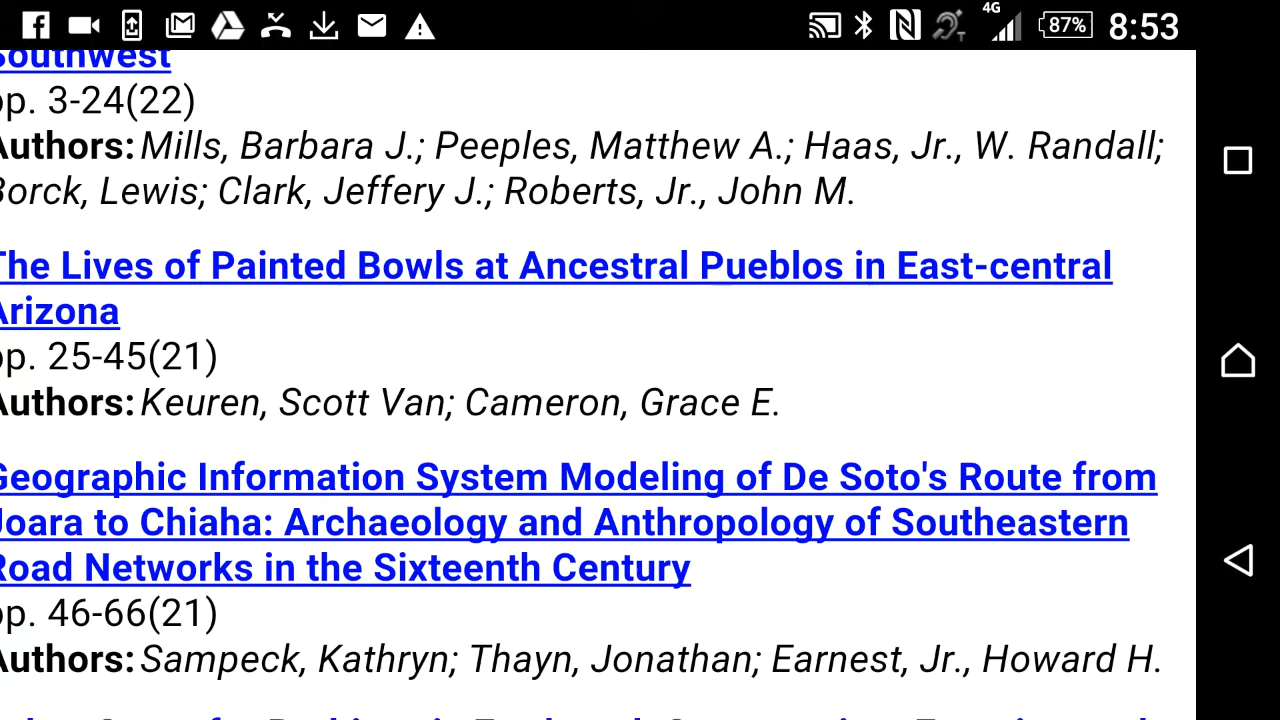 87% 8:53
4G
Southwest
pp. 3-24(22)
Authors: Mills, Barbara J.; Peeples, Matthew A.; Haas, Jr., W. Randall;
Borck, Lewis; Clark, Jeffery J.; Roberts, Jr., John M.
The Lives of Painted Bowls at Ancestral Pueblos in East-central
Arizona
pp. 25-45(21)
Authors: Keuren, Scott Van; Cameron, Grace E.
Geographic Information System Modeling of De Soto's Route from
Joara to Chiaha: Archaeology and Anthropology of Southeastern
Road Networks in the Sixteenth Century
pp. 46-66(21)
Authors: Sampeck, Kathryn; Thayn, Jonathan; Earnest, Jr., Howard H.